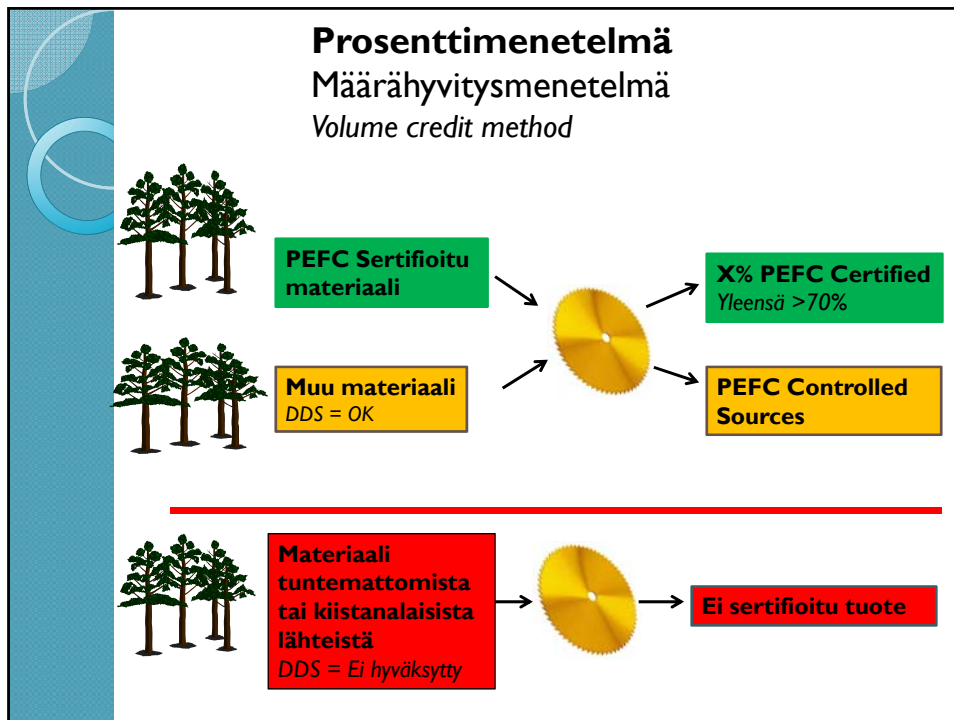 Prosenttimenetelmä
Määrähyvitysmenetelmä
Volume credit method
PEFC Sertifioitu
materiaali
X% PEFC Certified
Yleensä >70%
Muu materiaali
DDS = OK
PEFC Controlled
Sources
Materiaali
tuntemattomista
tai kiistanalaisista
lähteistä
DDS = Ei hyväksytty
Ei sertifioitu tuote